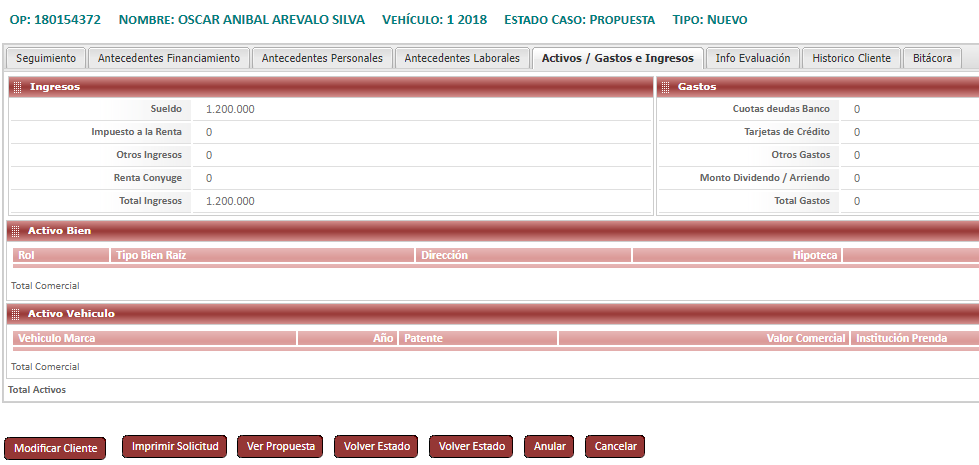 OP: 180154372 NOMBRE: OSCAR ANIBAL AREVALO SILVA VEHÍCULO: 1 2018 ESTADO CASO: PROPUESTA TIPO: NUEVO
Seguimiento Antecedentes Financiamiento Antecedentes Personales Antecedentes Laborales Activos / Gastos e Ingresos Info Evaluación Historico Cliente Bitácora
Ingresos
Sueldo 1.200.000
Impuesto a la Renta 0
Otros Ingresos 0
Renta Conyuge 0
Total Ingresos 1.200.000
Gastos
Cuotas deudas Banco 0
Tarjetas de Crédito 0
Otros Gastos 0
Monto Dividendo / Arriendo 0
Total Gastos 0
Activo Bien
Rol Tipo Bien Raíz Dirección Hipoteca
Total Comercial
Activo Vehiculo
Vehiculo Marca Año Patente Valor Comercial Institución Prenda
Total Comercial
Total Activos
Modificar Cliente Imprimir Solicitud Ver Propuesta Volver Estado Volver Estado Anular Cancelar